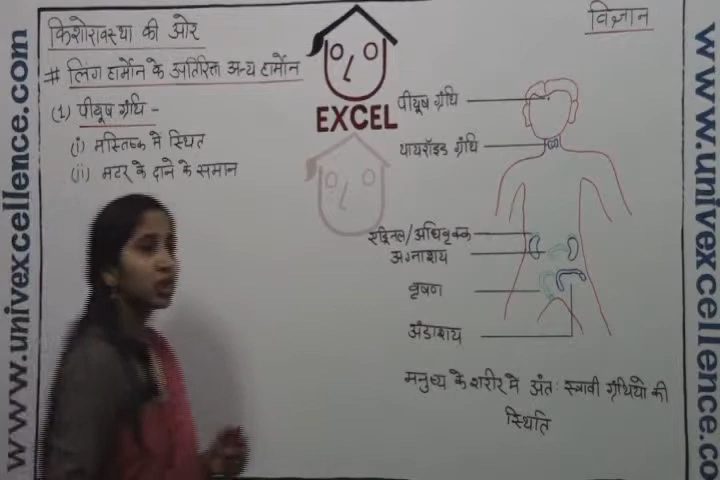 किशोरावस्था की ओर
विज्ञान
# लिंग हार्मोन के अतिरिक्त अन्य हार्मोन
(1) पीयूष ग्रंथि -
(i) मस्तिष्क मे स्थित
(ii) मटर के दाने के समान
EXCEL
पीयूष ग्रंथि
थायरॉइड ग्रंथि
एड्रिनल/अधिवृक्क
अग्नाशय
वृषण
अंडाशय
मनुष्य के शरीर मे अंतः स्त्रावी ग्रंथियो की
स्थिति
www.univexcellence.com
www.univexcellence.co